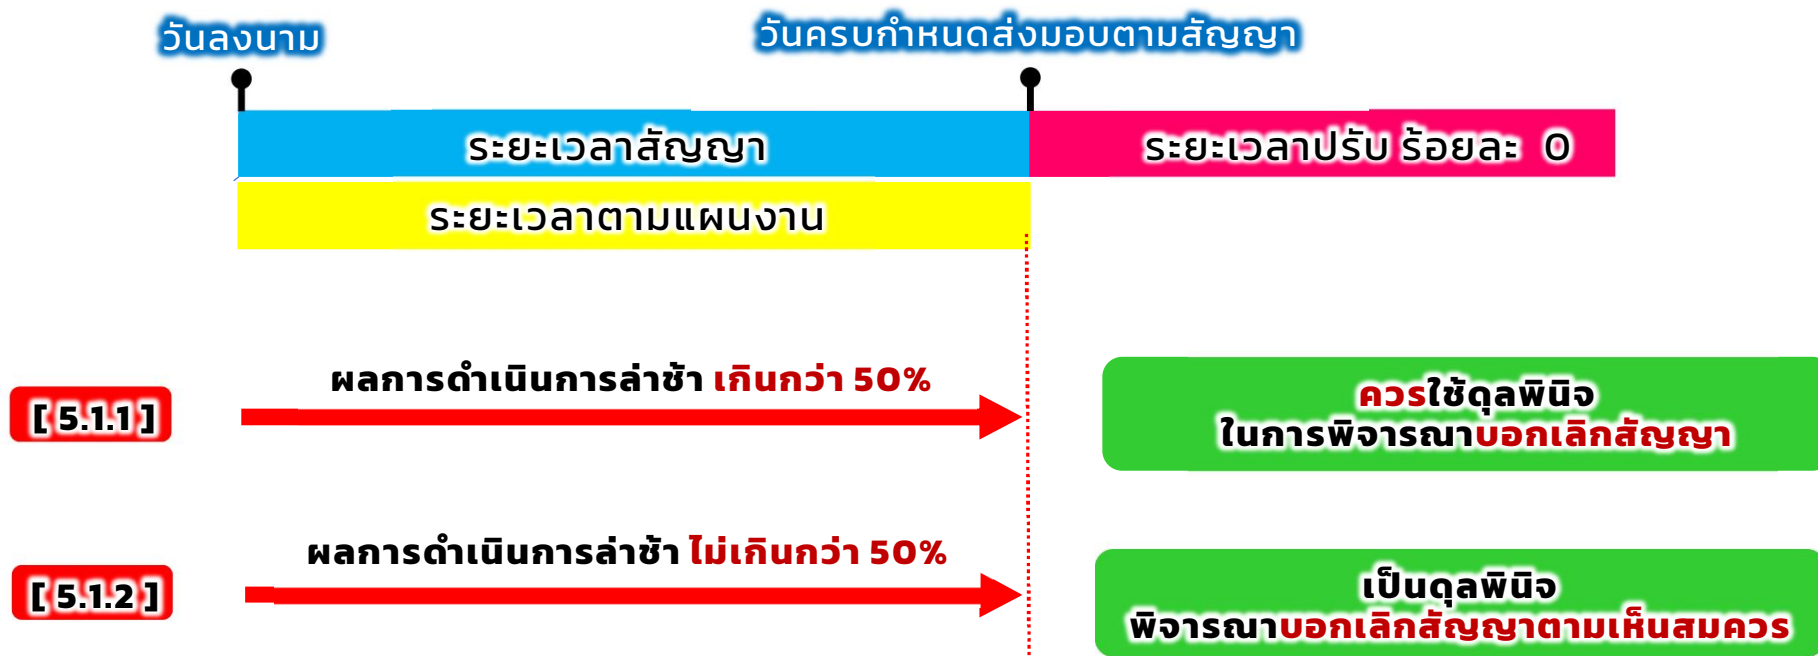 วันลงนาม
วันครบกำหนดส่งมอบตามสัญญา
ระยะเวลาสัญญา
ระยะเวลาปรับ ร้อยละ 0
ระยะเวลาตามแผนงาน
[ 5.1.1 ]
ผลการดำเนินการล่าช้า เกินกว่า 50%
ควรใช้ดุลพินิจ
ในการพิจารณาบอกเลิกสัญญา
[ 5.1.2 ]
ผลการดำเนินการล่าช้า ไม่เกินกว่า 50%
เป็นดุลพินิจ
พิจารณาบอกเลิกสัญญาตามเห็นสมควร